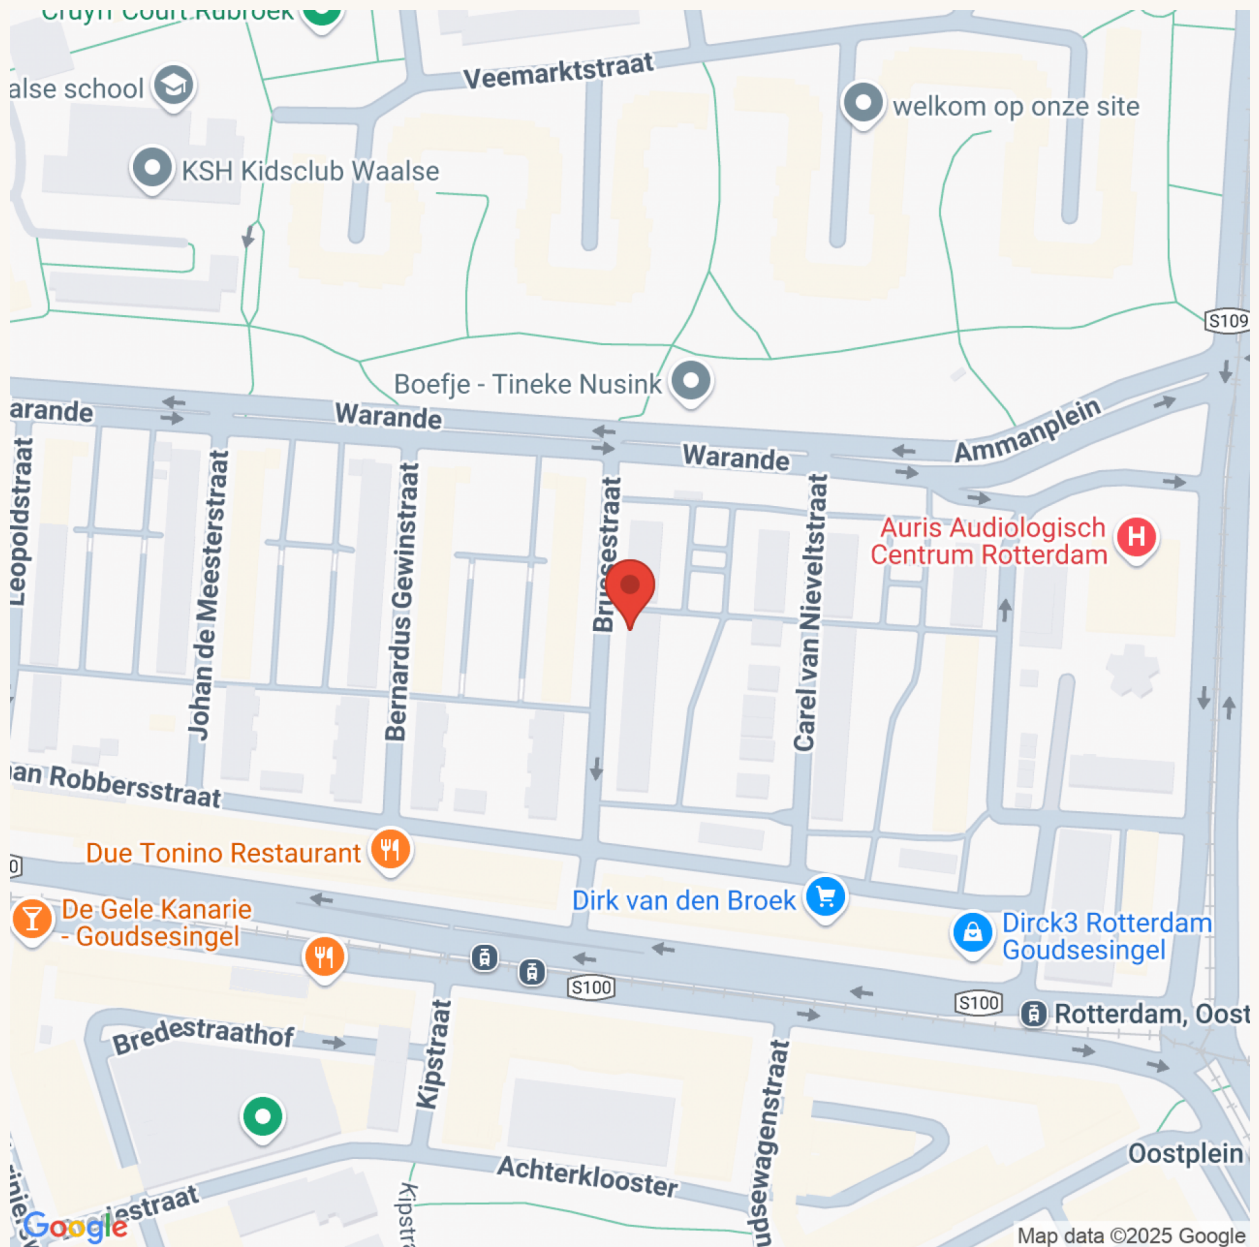 Cruyff Court Rubroek
Veemarktstraat
alse school
welkom op onze site
KSH Kidsclub Waalse
S109
Boefje - Tineke Nusink
arande
Warande
Warande
Ammanplein
Leopoldstraat
Johan de Meesterstraat
Bernardus Gewinstraat
Carel van Nieveltstraat
Auris Audiologisch
Centrum Rotterdam
H
an Robbersstraat
Due Tonino Restaurant
Dirk van den Broek
De Gele Kanarie
- Goudsesingel
Dirck3 Rotterdam
Goudsesingel
S100
S100
Rotterdam, Oost
Bredestraathof
Kipstraat
udsewagenstraat
Oostplein
Achterklooster
destraat
Kipstra
Google
Map data ©2025 Google